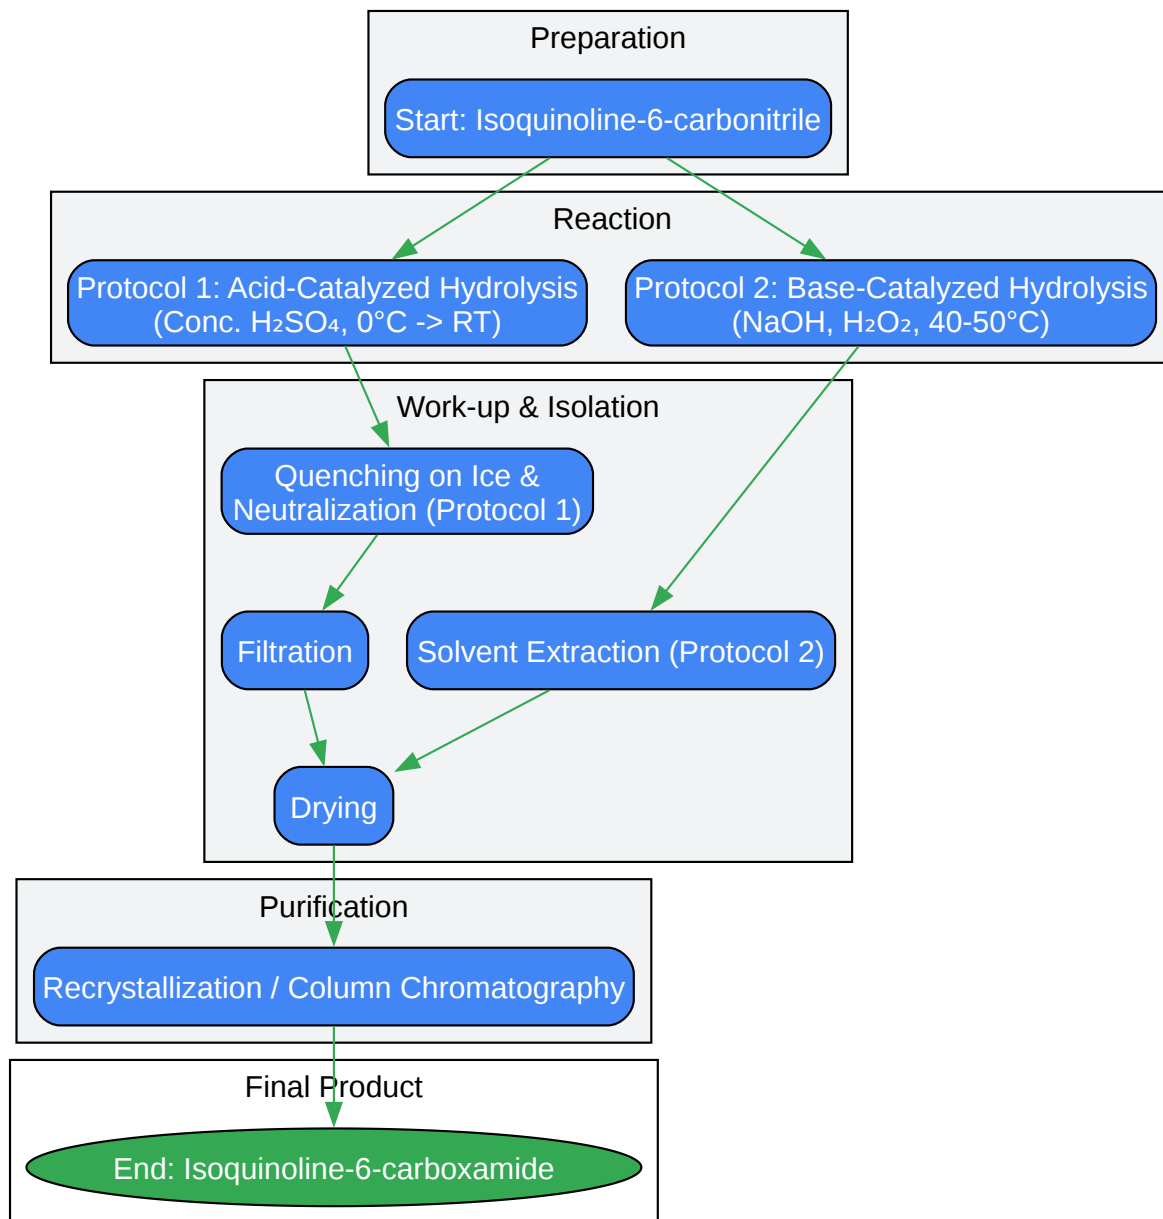 Preparation
Start: Isoquinoline-6-carbonitrile
Reaction
Protocol 1: Acid-Catalyzed Hydrolysis
(Conc. H₂SO₄, 0°C -> RT)
Protocol 2: Base-Catalyzed Hydrolysis
(NaOH, H₂O₂, 40-50°C)
Work-up & Isolation
Quenching on Ice &
Neutralization (Protocol 1)
Filtration
Solvent Extraction (Protocol 2)
Drying
Purification
Recrystallization / Column Chromatography
Final Product
End: Isoquinoline-6-carboxamide